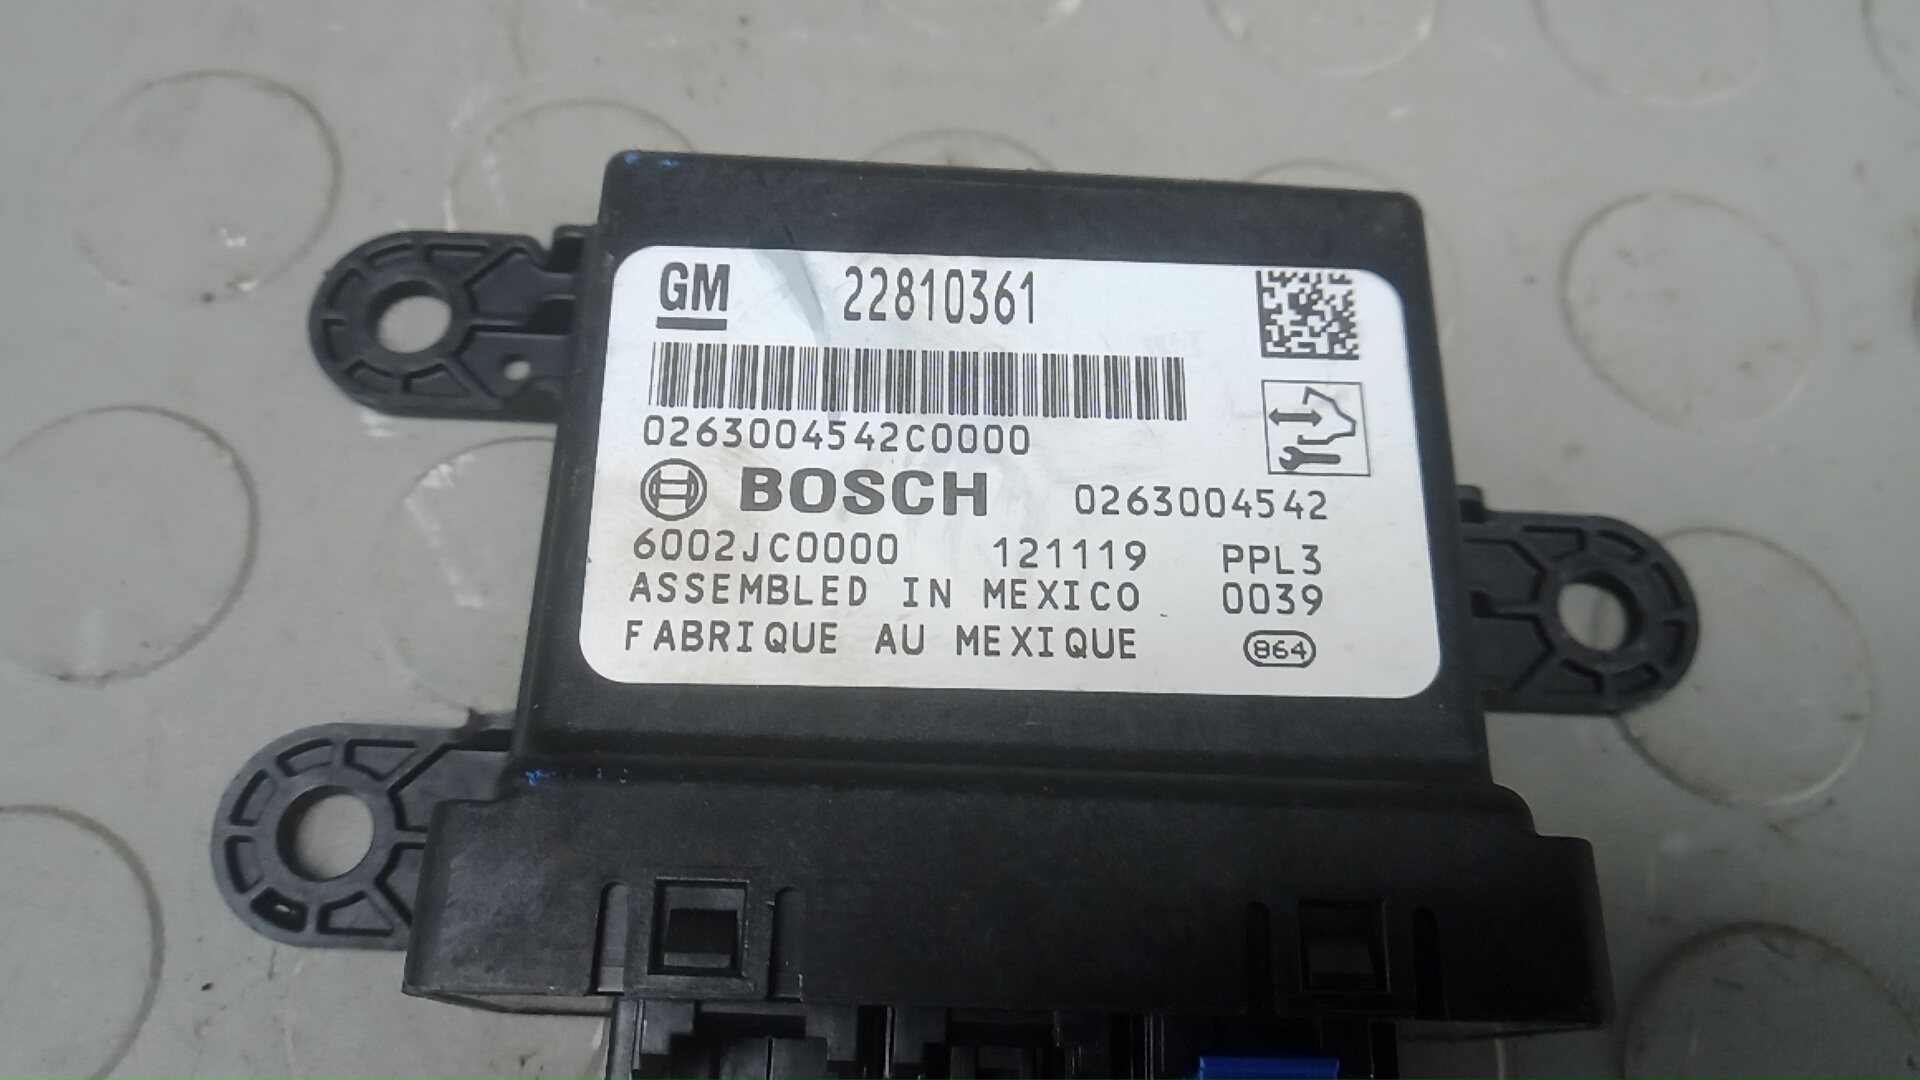 GM 22810361
0263004542C0000
BOSCH 0263004542
6002JC0000 121119 PPL3
ASSEMBLED IN MEXICO 0039
FABRIQUE AU MEXIQUE 864